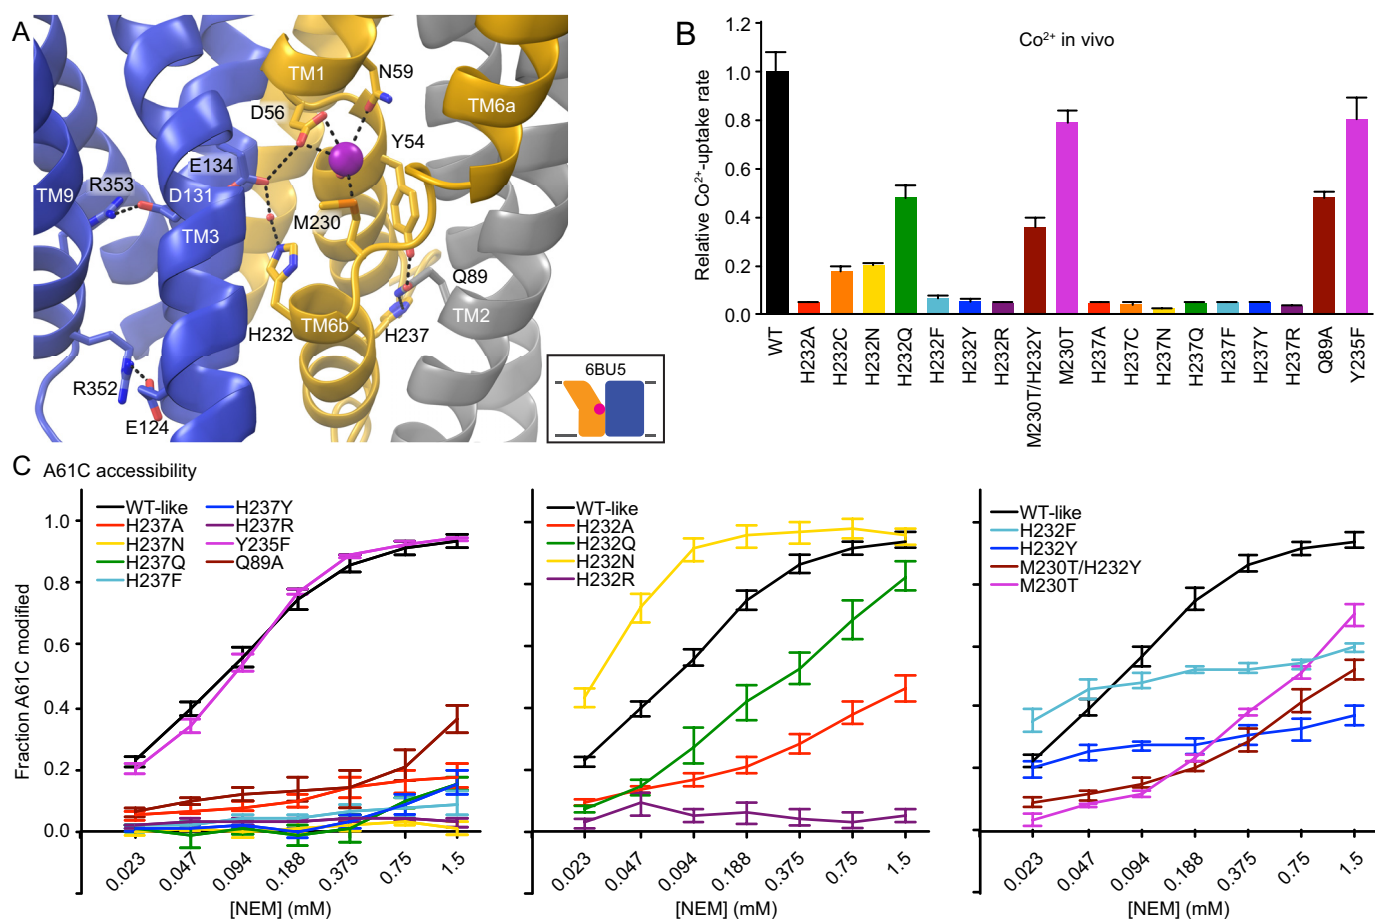 A
TM1
N59
D56
TM6a
Y54
E134
R353
D131
TM9
TM3
M230
Q89
TM2
H232
TM6b
H237
R352
E124
6BU5
B
Co²⁺ in vivo
Relative Co²⁺-uptake rate
1.2
1.0
0.8
0.6
0.4
0.2
0.0
WT
H232A
H232C
H232N
H232Q
H232F
H232Y
H232R
M230T/H232Y
M230T
H237A
H237C
H237N
H237Q
H237F
H237Y
H237R
Q89A
Y235F
C A61C accessibility
Fraction A61C modified
1.0
0.8
0.6
0.4
0.2
0.0
WT-like
H237A
H237N
H237Q
H237F
H237Y
H237R
Y235F
Q89A
0.023 0.047 0.094 0.188 0.375 0.75 1.5
[NEM] (mM)
WT-like
H232A
H232Q
H232N
H232R
0.023 0.047 0.094 0.188 0.375 0.75 1.5
[NEM] (mM)
WT-like
H232F
H232Y
M230T/H232Y
M230T
0.023 0.047 0.094 0.188 0.375 0.75 1.5
[NEM] (mM)